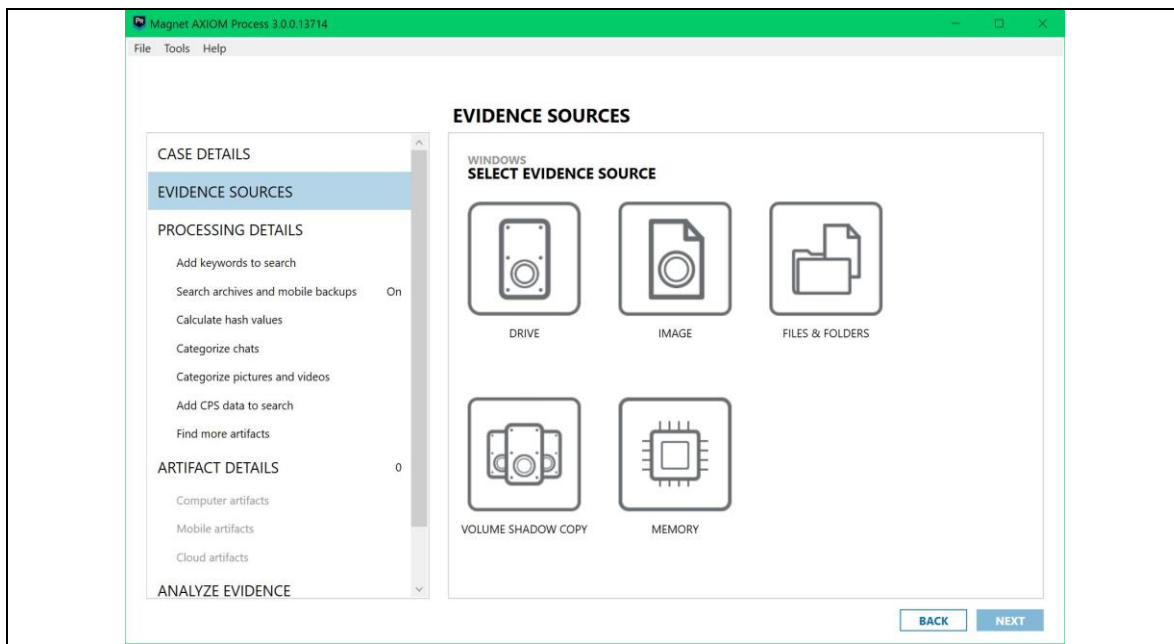 Magnet AXIOM Process 3.0.0.13714
File Tools Help
EVIDENCE SOURCES
CASE DETAILS
EVIDENCE SOURCES
PROCESSING DETAILS
Add keywords to search
Search archives and mobile backups On
Calculate hash values
Categorize chats
Categorize pictures and videos
Add CPS data to search
Find more artifacts
ARTIFACT DETAILS 0
Computer artifacts
Mobile artifacts
Cloud artifacts
ANALYZE EVIDENCE
WINDOWS
SELECT EVIDENCE SOURCE
DRIVE IMAGE FILES & FOLDERS
VOLUME SHADOW COPY MEMORY
BACK NEXT